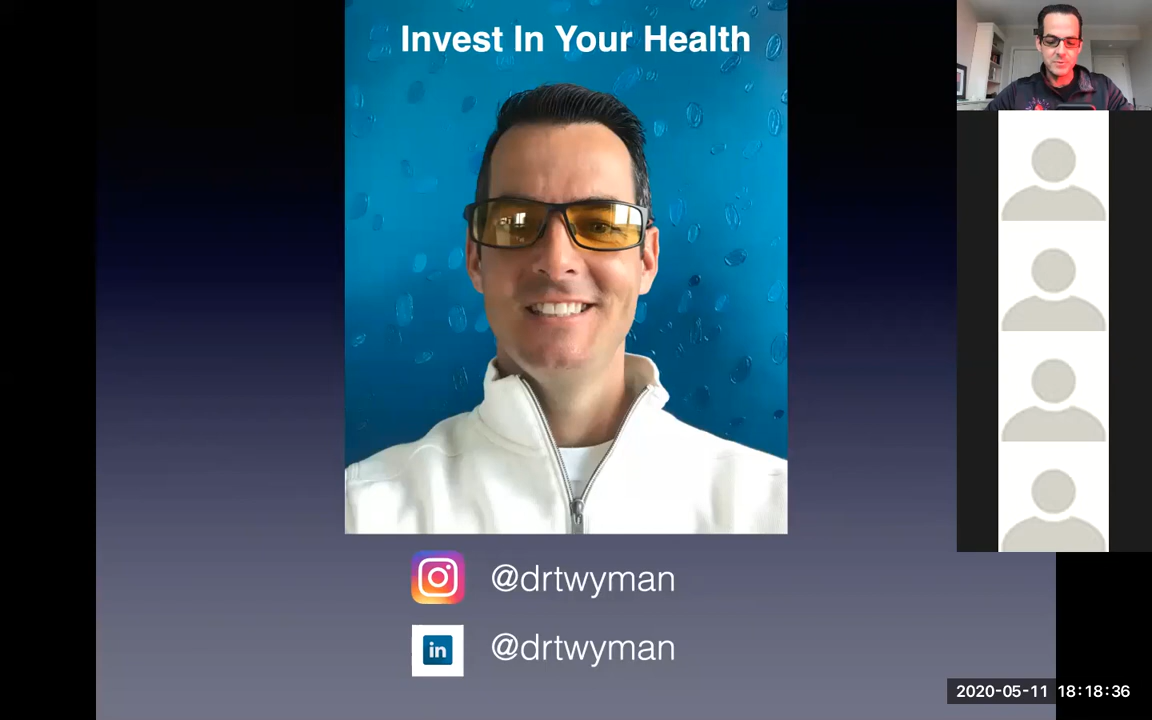 Invest In Your Health
@drtwyman
in
@drtwyman
2020-05-11 18:18:36